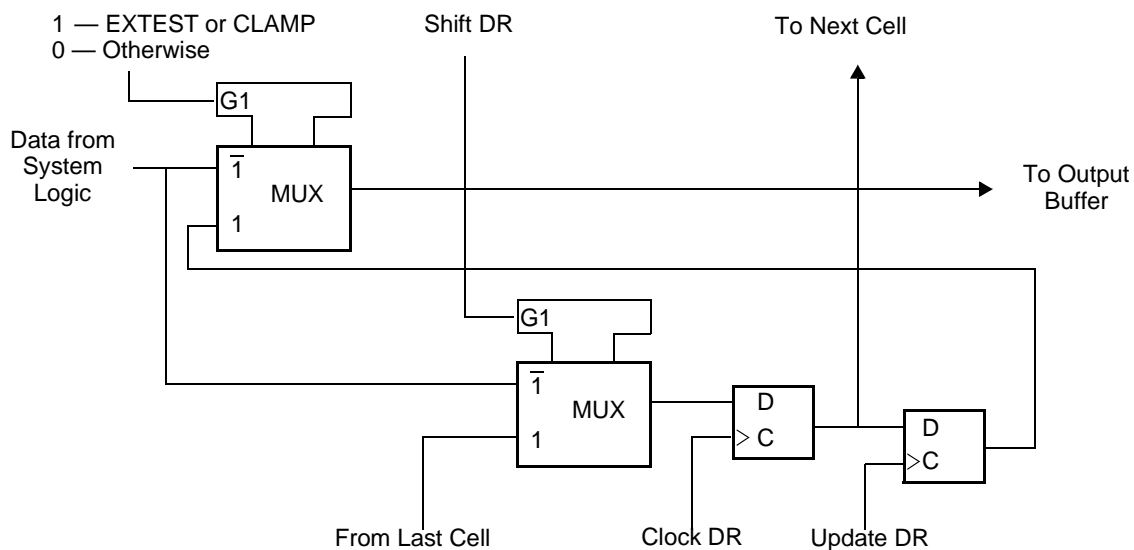 1 — EXTEST or CLAMP
0 — Otherwise
Shift DR
To Next Cell
G1
Data from
System
Logic
1̅
MUX
1
To Output
Buffer
G1
1̅
MUX
1
D
C
D
C
From Last Cell
Clock DR
Update DR